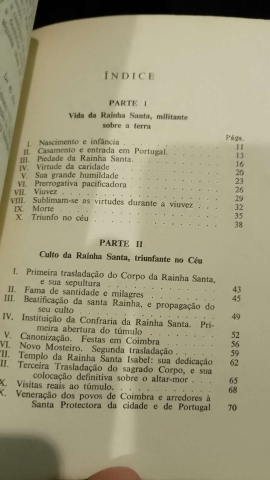 ÍNDICE
PARTE I
Vida da Rainha Santa, militante
sobre a terra
Págs.
I. Nascimento e infância. 11
II. Casamento e entrada em Portugal. 13
III. Piedade da Rainha Santa. 16
IV. Virtude da caridade 20
V. Sua grande humildade. 23
VI. Prerrogativa pacificadora 26
VII. Viuvez 29
VIII. Sublimam-se as virtudes durante a viuvez 32
IX. Morte 35
X. Triunfo no céu 38
PARTE II
Culto da Rainha Santa, triunfante no Céu
I. Primeira trasladação do Corpo da Rainha Santa,
e sua sepultura 43
II. Fama de santidade e milagres 45
III. Beatificação da santa Rainha, e propagação do
seu culto 49
IV. Instituição da Confraria da Rainha Santa. Pri-
meira abertura do túmulo 52
V. Canonização. Festas em Coimbra 56
VI. Novo Mosteiro. Segunda trasladação 59
VII. Templo da Rainha Santa Isabel: sua dedicação 62
II. Terceira Trasladação do sagrado Corpo, e sua
colocação definitiva sobre o altar-mor 65
X. Visitas reais ao túmulo. 68
X. Veneração dos povos de Coimbra e arredores à
Santa Protectora da cidade e de Portugal 70